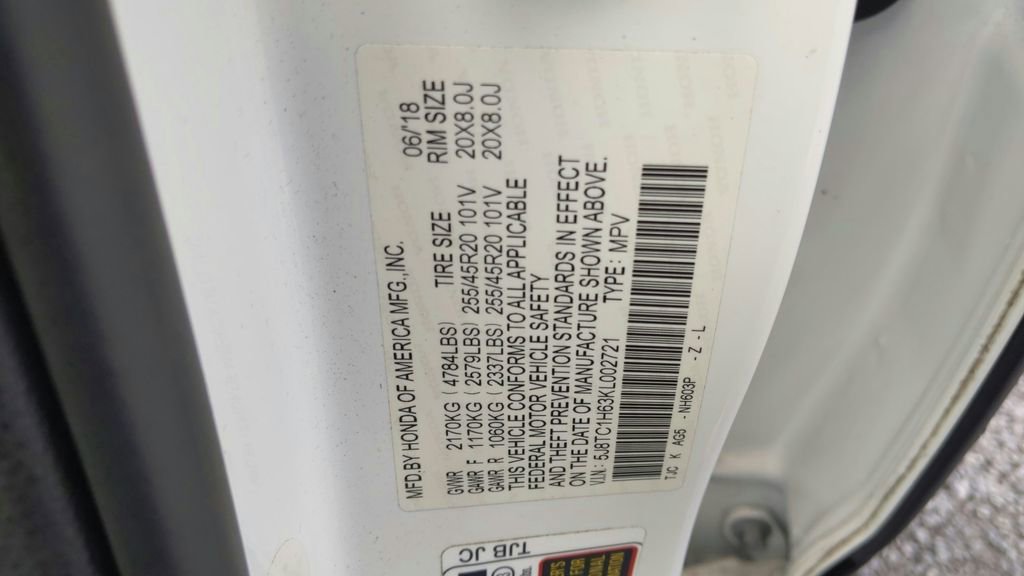 MFD.BY HONDA OF AMERICA MFG.,INC. 06/'18
GVWR 2170KG ( 4784LBS) TIRE SIZE RIM SIZE
GAWR F 1170KG ( 2579LBS) 255/45R20 101V 20X8.0J
GAWR R 1060KG ( 2337LBS) 255/45R20 101V 20X8.0J
THIS VEHICLE CONFORMS TO ALL APPLICABLE
FEDERAL MOTOR VEHICLE SAFETY
AND THEFT PREVENTION STANDARDS IN EFFECT
ON THE DATE OF MANUFACTURE SHOWN ABOVE.
V.I.N.: 5J8TC1H63KL002721 TYPE: MPV
TJC K AG5 -NH603P -Z -L
TJB JC